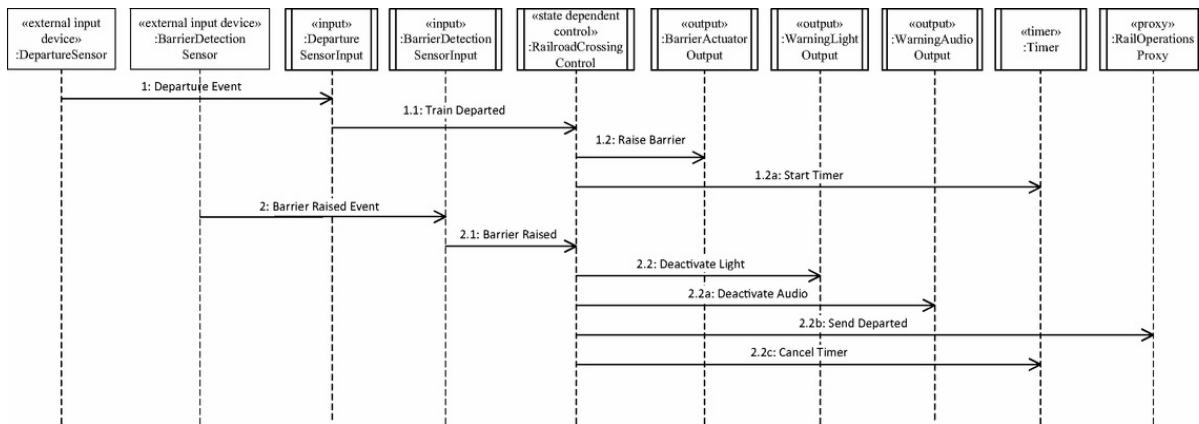 «external input
device»
:DepartureSensor
«external input device»
:BarrierDetection
Sensor
«input»
:Departure
SensorInput
«input»
:BarrierDetection
SensorInput
«state dependent
control»
:RailroadCrossing
Control
«output»
:BarrierActuator
Output
«output»
:WarningLight
Output
«output»
:WarningAudio
Output
«timer»
:Timer
«proxy»
:RailOperations
Proxy
1: Departure Event
1.1: Train Departed
1.2: Raise Barrier
1.2a: Start Timer
2: Barrier Raised Event
2.1: Barrier Raised
2.2: Deactivate Light
2.2a: Deactivate Audio
2.2b: Send Departed
2.2c: Cancel Timer